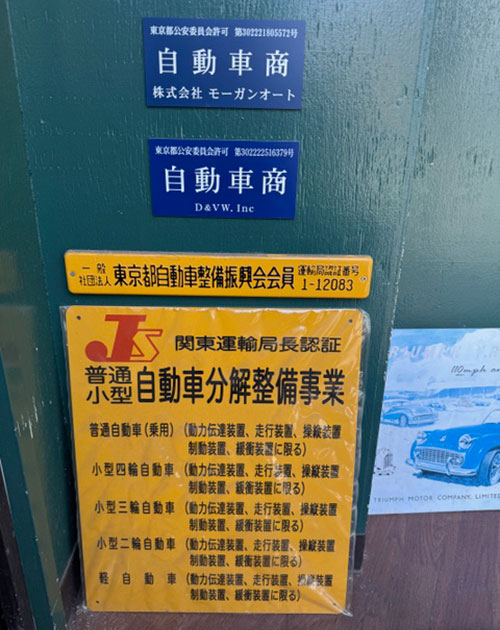 東京都公安委員会許可 第302221805572号
自動車商
株式会社 モーガンオート
東京都公安委員会許可 第302222516379号
自動車商
D&VW. Inc
一般社団法人 東京都自動車整備振興会会員 運輸局認証番号 1-12083
JS 関東運輸局長認証
普通小型 自動車分解整備事業
普通自動車(乗用) (動力伝達装置、走行装置、操縦装置
制動装置、緩衝装置に限る)
小型四輪自動車 (動力伝達装置、走行装置、操縦装置
制動装置、緩衝装置に限る)
小型三輪自動車 (動力伝達装置、走行装置、操縦装置
制動装置、緩衝装置に限る)
小型二輪自動車 (動力伝達装置、走行装置、操縦装置
制動装置、緩衝装置に限る)
軽自動車 (動力伝達装置、走行装置、操縦装置
制動装置、緩衝装置に限る)
110mph
TRIUMPH MOTOR COMPANY, LIMITED